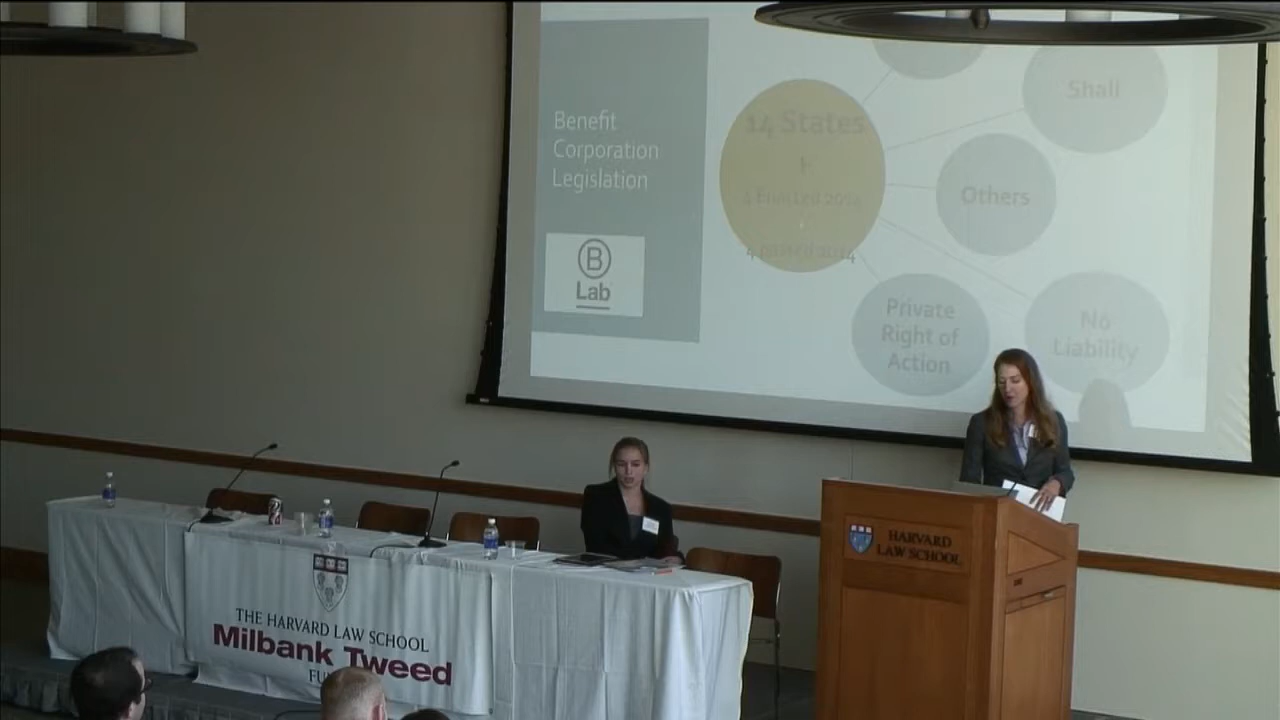 Benefit
Corporation
Legislation
B
Lab
14 States
Shall
Others
Private
Right of
Action
No
Liability
HARVARD
LAW SCHOOL
THE HARVARD LAW SCHOOL
Milbank Tweed